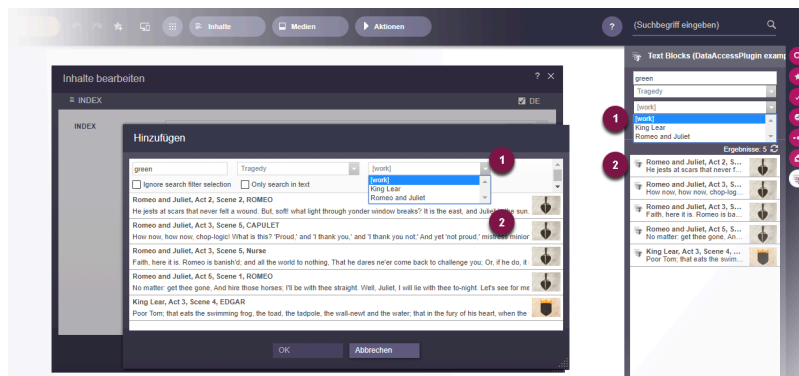 Inhalte
Medien
Aktionen
?
(Suchbegriff eingeben)
Text Blocks (DataAccessPlugin examp
green
Tragedy
[work]
[work]
King Lear
Romeo and Juliet
1
Ergebnisse: 5
2
Romeo and Juliet, Act 2, S...
He jests at scars that never f...
Romeo and Juliet, Act 3, S...
How now, how now, chop-log...
Romeo and Juliet, Act 3, S...
Faith, here it is. Romeo is ba...
Romeo and Juliet, Act 5, S...
No matter: get thee gone, An...
King Lear, Act 3, Scene 4, ...
Poor Tom; that eats the swim...
Inhalte bearbeiten
? ×
INDEX
DE
INDEX
Hinzufügen
green
Tragedy
[work]
1
[work]
King Lear
Romeo and Juliet
Ignore search filter selection
Only search in text
2
Romeo and Juliet, Act 2, Scene 2, ROMEO
He jests at scars that never felt a wound. But, soft! what light through yonder window breaks? It is the east, and Juliet is the sun.
Romeo and Juliet, Act 3, Scene 5, CAPULET
How now, how now, chop-logic! What is this? 'Proud,' and 'I thank you,' and 'I thank you not;' And yet 'not proud,' mistress minion
Romeo and Juliet, Act 3, Scene 5, Nurse
Faith, here it is. Romeo is banish'd; and all the world to nothing, That he dares ne'er come back to challenge you; Or, if he do, it
Romeo and Juliet, Act 5, Scene 1, ROMEO
No matter: get thee gone, And hire those horses; I'll be with thee straight. Well, Juliet, I will lie with thee to-night. Let's see for me
King Lear, Act 3, Scene 4, EDGAR
Poor Tom; that eats the swimming frog, the toad, the tadpole, the wall-newt and the water; that in the fury of his heart, when the
OK
Abbrechen